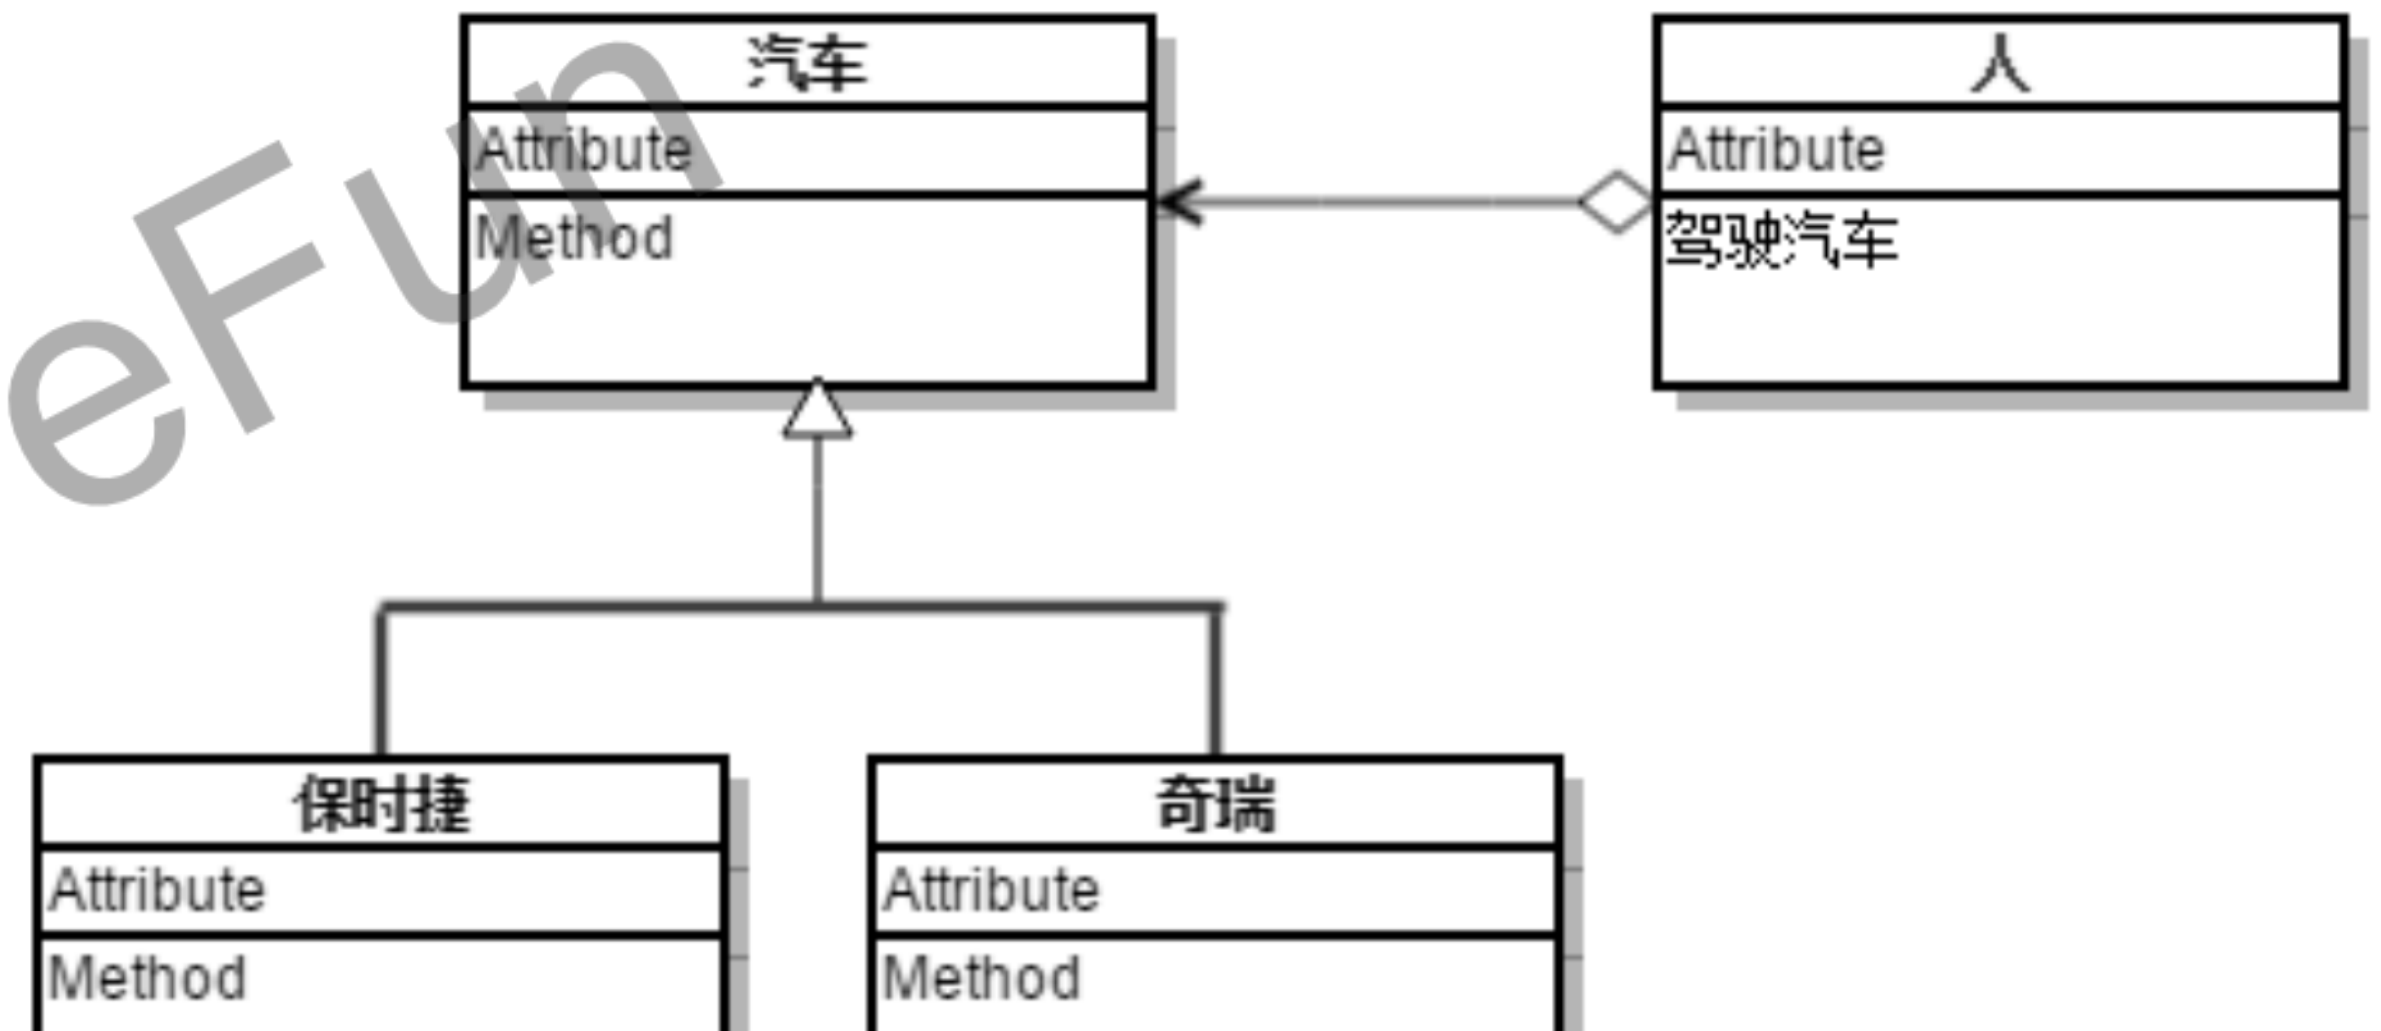 汽车
Attribute
Method
人
Attribute
驾驶汽车
eFun
保时捷
Attribute
Method
奇瑞
Attribute
Method